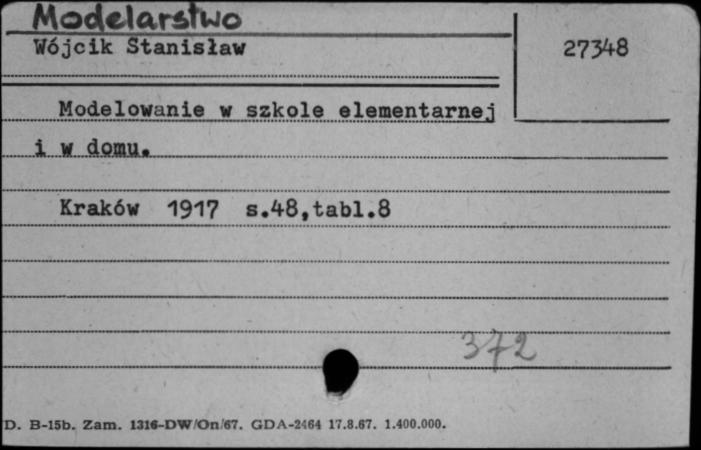 Modelarstwo
Wójcik Stanisław
27348
Modelowanie w szkole elementarnej
i w domu.
Kraków 1917 s.48,tabl.8
372
D. B-15b. Zam. 1316-DW/On/67. GDA-2464 17.8.67. 1.400.000.